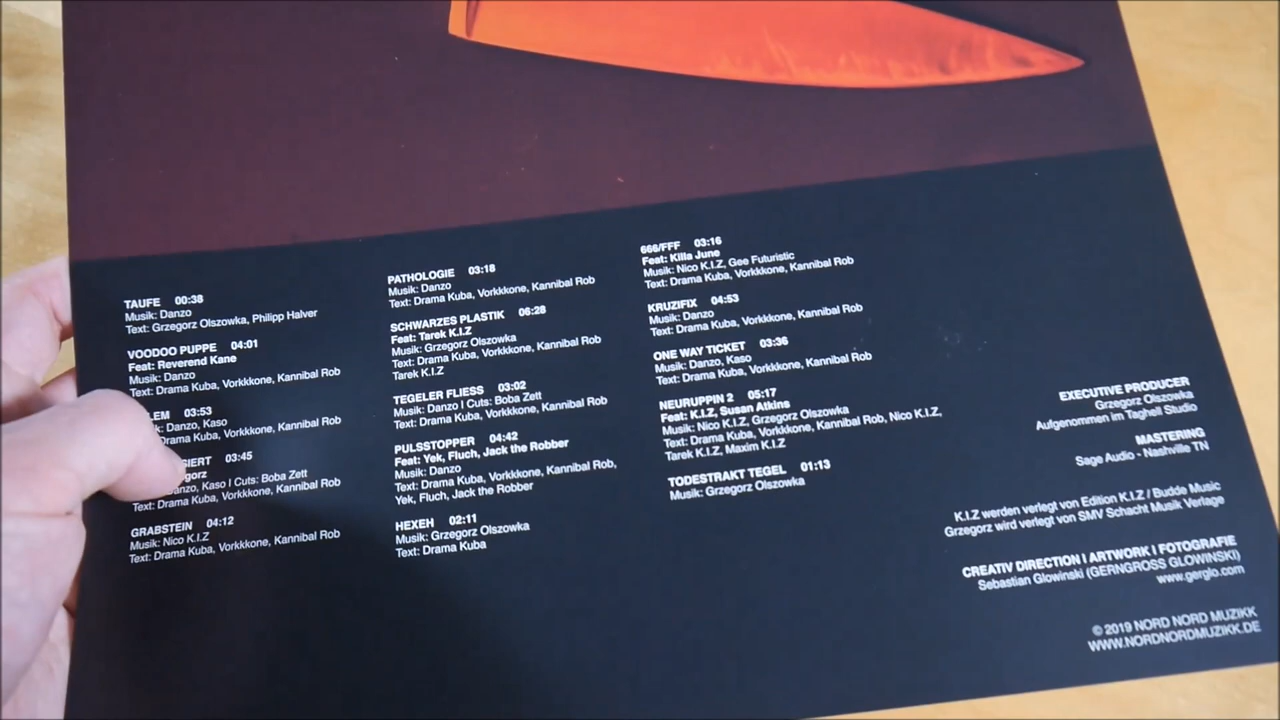 TAUFE 00:38
Musik: Danzo
Text: Grzegorz Olszowka, Philipp Halver
VOODOO PUPPE 04:01
Feat: Reverend Kane
Musik: Danzo
Text: Drama Kuba, Vorkkkone, Kannibal Rob
LEM 03:53
Danzo, Kaso
Drama Kuba, Vorkkkone, Kannibal Rob
SIERT 03:45
Danzo, Kaso I Cuts: Boba Zett
Text: Drama Kuba, Vorkkkone, Kannibal Rob
GRABSTEIN 04:12
Musik: Nico K.I.Z
Text: Drama Kuba, Vorkkkone, Kannibal Rob
PATHOLOGIE 03:18
Musik: Danzo
Text: Drama Kuba, Vorkkkone, Kannibal Rob
SCHWARZES PLASTIK 06:28
Feat: Tarek K.I.Z
Musik: Grzegorz Olszowka
Text: Drama Kuba, Vorkkkone, Kannibal Rob
Tarek K.I.Z
TEGELER FLIESS 03:02
Musik: Danzo I Cuts: Boba Zett
Text: Drama Kuba, Vorkkkone, Kannibal Rob
PULSSTOPPER 04:42
Feat: Yek, Fluch, Jack the Robber
Musik: Danzo
Text: Drama Kuba, Vorkkkone, Kannibal Rob,
Yek, Fluch, Jack the Robber
HEXEH 02:11
Musik: Grzegorz Olszowka
Text: Drama Kuba
666/FFF 03:16
Feat: Killa June
Musik: Nico K.I.Z, Gee Futuristic
Text: Drama Kuba, Vorkkkone, Kannibal Rob
KRUZIFIX 04:53
Musik: Danzo
Text: Drama Kuba, Vorkkkone, Kannibal Rob
ONE WAY TICKET 03:36
Musik: Danzo, Kaso
Text: Drama Kuba, Vorkkkone, Kannibal Rob
NEURUPPIN 2 05:17
Feat: K.I.Z, Susan Atkins
Musik: Nico K.I.Z, Grzegorz Olszowka
Text: Drama Kuba, Vorkkkone, Kannibal Rob, Nico K.I.Z,
Tarek K.I.Z, Maxim K.I.Z
TODESTRAKT TEGEL 01:13
Musik: Grzegorz Olszowka
EXECUTIVE PRODUCER
Grzegorz Olszowka
Aufgenommen im Taghell Studio
MASTERING
Sage Audio - Nashville TN
K.I.Z werden verlegt von Edition K.I.Z / Budde Music
Grzegorz wird verlegt von SMV Schacht Musik Verlage
CREATIV DIRECTION I ARTWORK I FOTOGRAFIE
Sebastian Glowinski (GERNGROSS GLOWINSKI)
www.gerglo.com
© 2019 NORD NORD MUZIKK
WWW.NORDNORDMUZIKK.DE